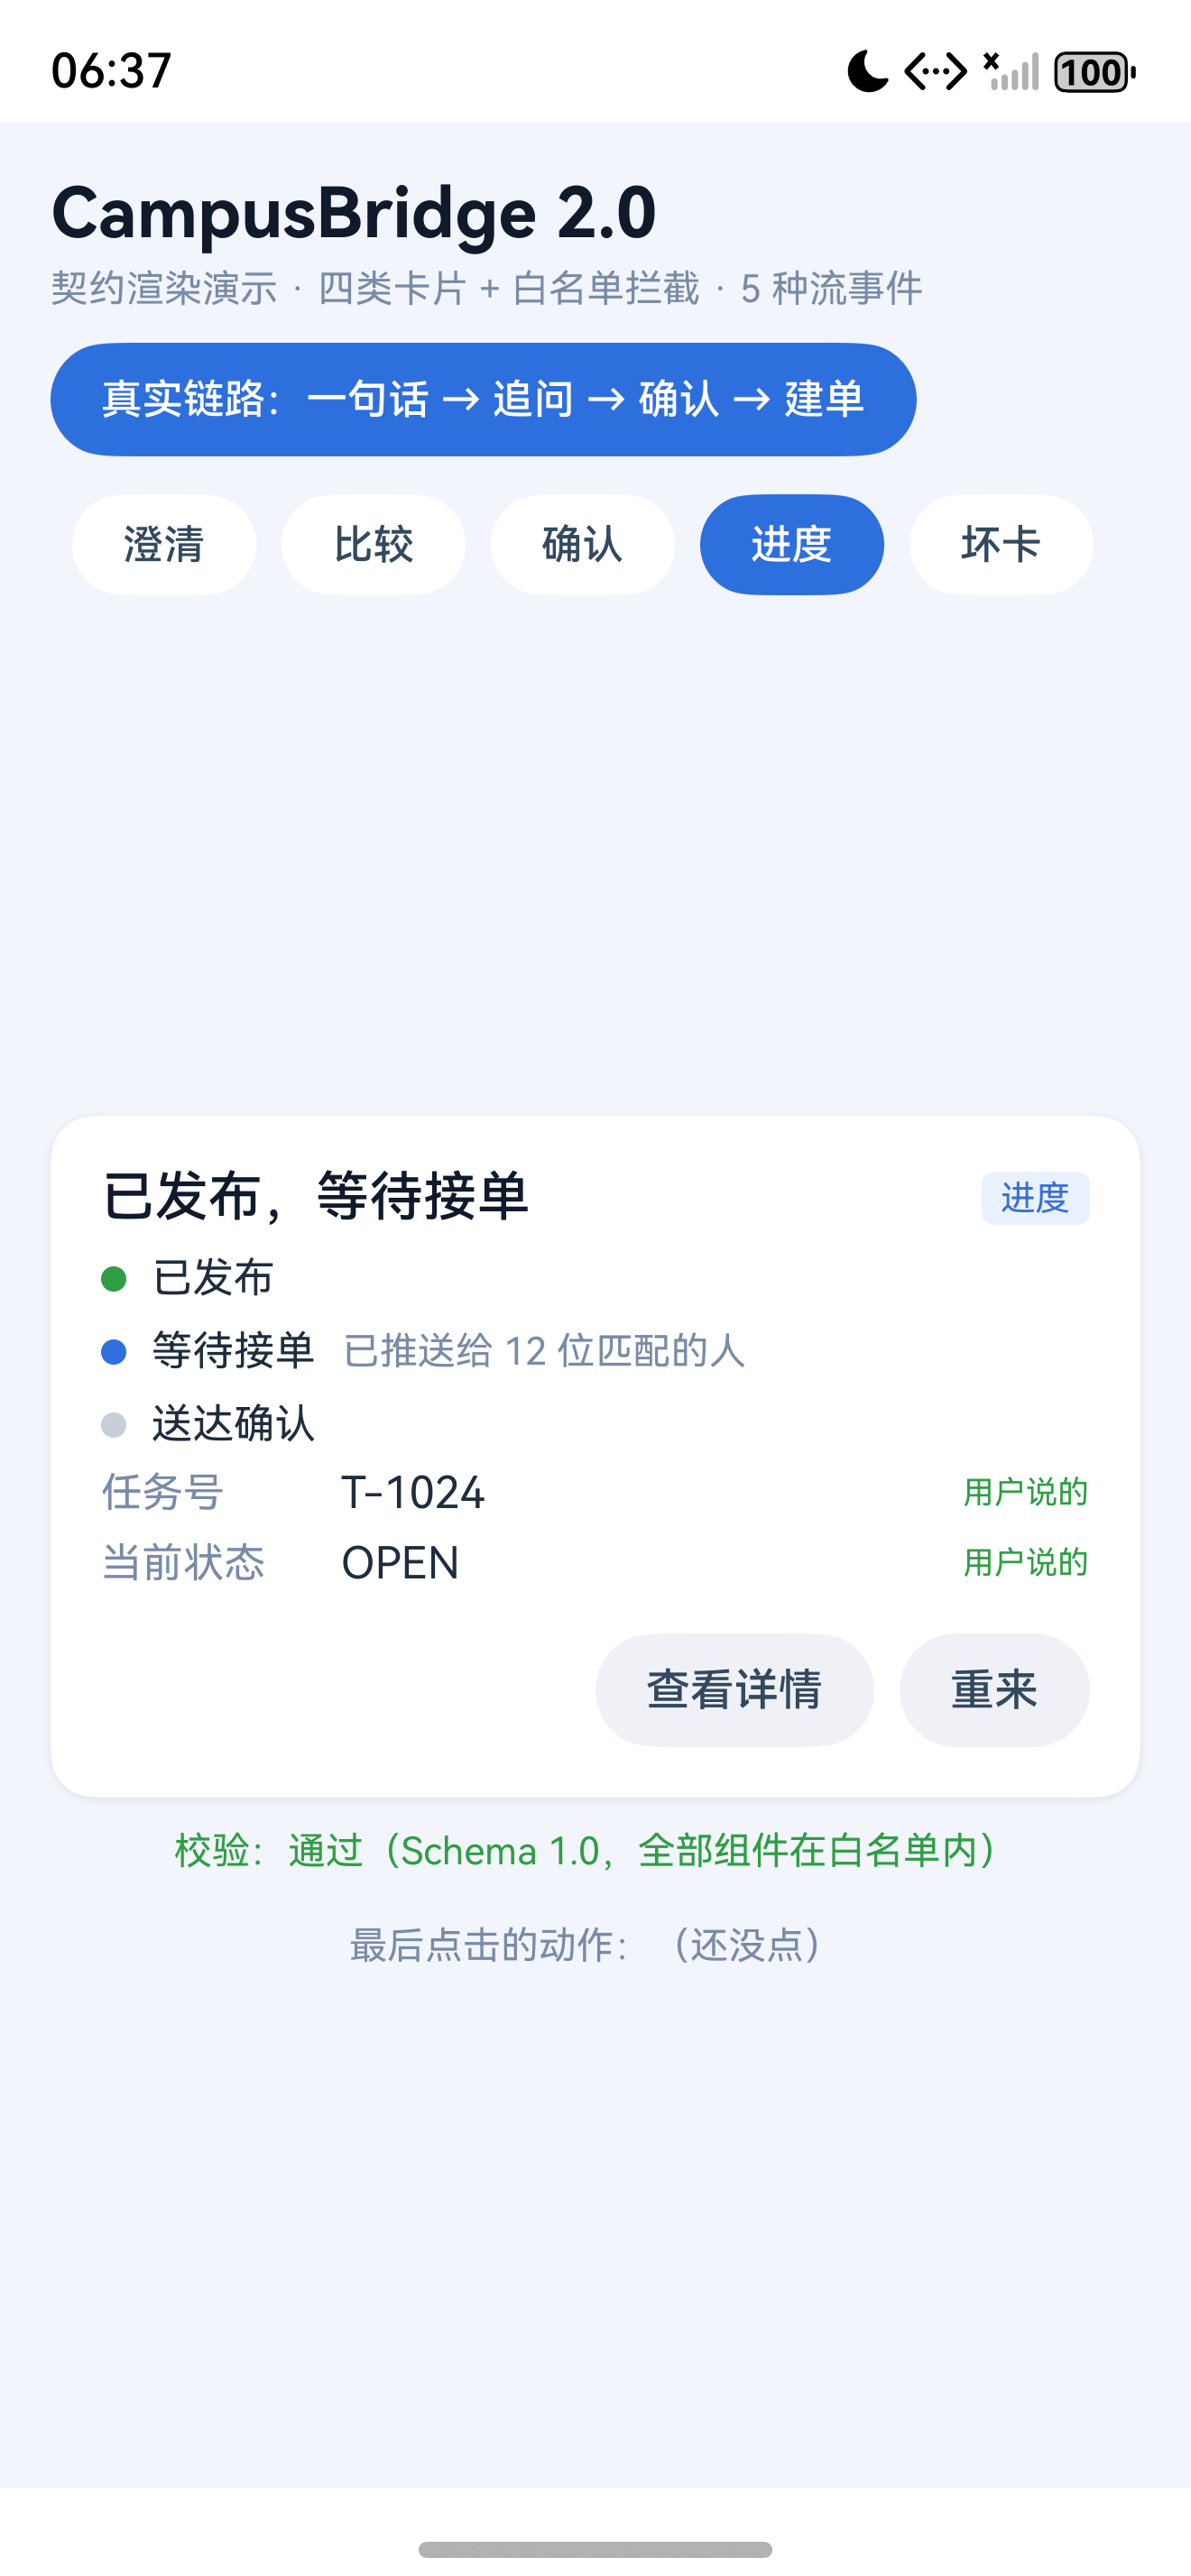 06:37
100
CampusBridge 2.0
契约渲染演示 · 四类卡片 + 白名单拦截 · 5 种流事件
真实链路：一句话 → 追问 → 确认 → 建单
澄清 比较 确认 进度 坏卡
已发布，等待接单 进度
已发布
等待接单 已推送给 12 位匹配的人
送达确认
任务号 T-1024 用户说的
当前状态 OPEN 用户说的
查看详情 重来
校验：通过（Schema 1.0，全部组件在白名单内）
最后点击的动作：（还没点）